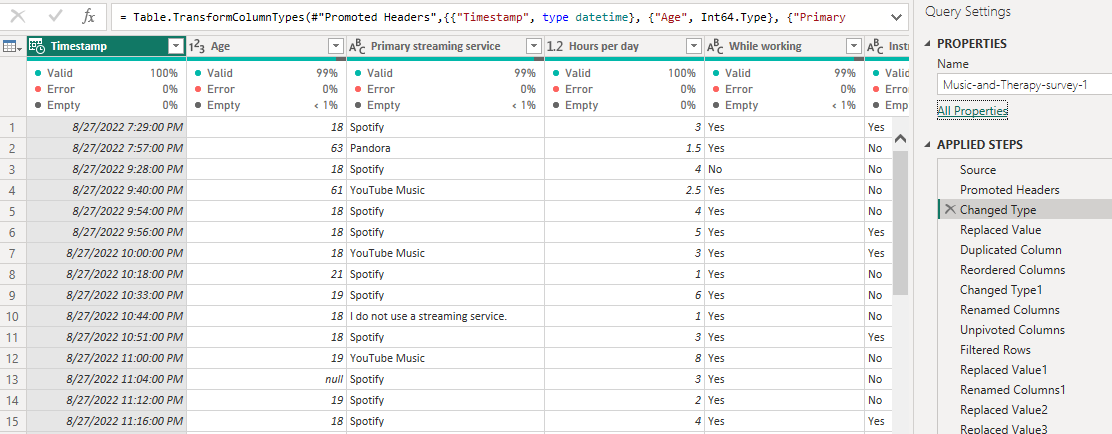 fx = Table.TransformColumnTypes(#"Promoted Headers",{{"Timestamp", type datetime}, {"Age", Int64.Type}, {"Primary
Query Settings
PROPERTIES
Name
Music-and-Therapy-survey-1
All Properties
APPLIED STEPS
Source
Promoted Headers
Changed Type
Replaced Value
Duplicated Column
Reordered Columns
Changed Type1
Renamed Columns
Unpivoted Columns
Filtered Rows
Replaced Value1
Renamed Columns1
Replaced Value2
Replaced Value3
Timestamp 1²3 Age ABC Primary streaming service 1.2 Hours per day ABC While working ABC Instr
Valid 100% Valid 99% Valid 99% Valid 100% Valid 99% Valid
Error 0% Error 0% Error 0% Error 0% Error 0% Error
Empty 0% Empty < 1% Empty < 1% Empty 0% Empty < 1% Emp
1 8/27/2022 7:29:00 PM 18 Spotify 3 Yes Yes
2 8/27/2022 7:57:00 PM 63 Pandora 1.5 Yes No
3 8/27/2022 9:28:00 PM 18 Spotify 4 No No
4 8/27/2022 9:40:00 PM 61 YouTube Music 2.5 Yes No
5 8/27/2022 9:54:00 PM 18 Spotify 4 Yes No
6 8/27/2022 9:56:00 PM 18 Spotify 5 Yes Yes
7 8/27/2022 10:00:00 PM 18 YouTube Music 3 Yes Yes
8 8/27/2022 10:18:00 PM 21 Spotify 1 Yes No
9 8/27/2022 10:33:00 PM 19 Spotify 6 Yes No
10 8/27/2022 10:44:00 PM 18 I do not use a streaming service. 1 Yes No
11 8/27/2022 10:51:00 PM 18 Spotify 3 Yes Yes
12 8/27/2022 11:00:00 PM 19 YouTube Music 8 Yes No
13 8/27/2022 11:04:00 PM null Spotify 3 Yes No
14 8/27/2022 11:12:00 PM 19 Spotify 2 Yes No
15 8/27/2022 11:16:00 PM 18 Spotify 4 Yes Yes